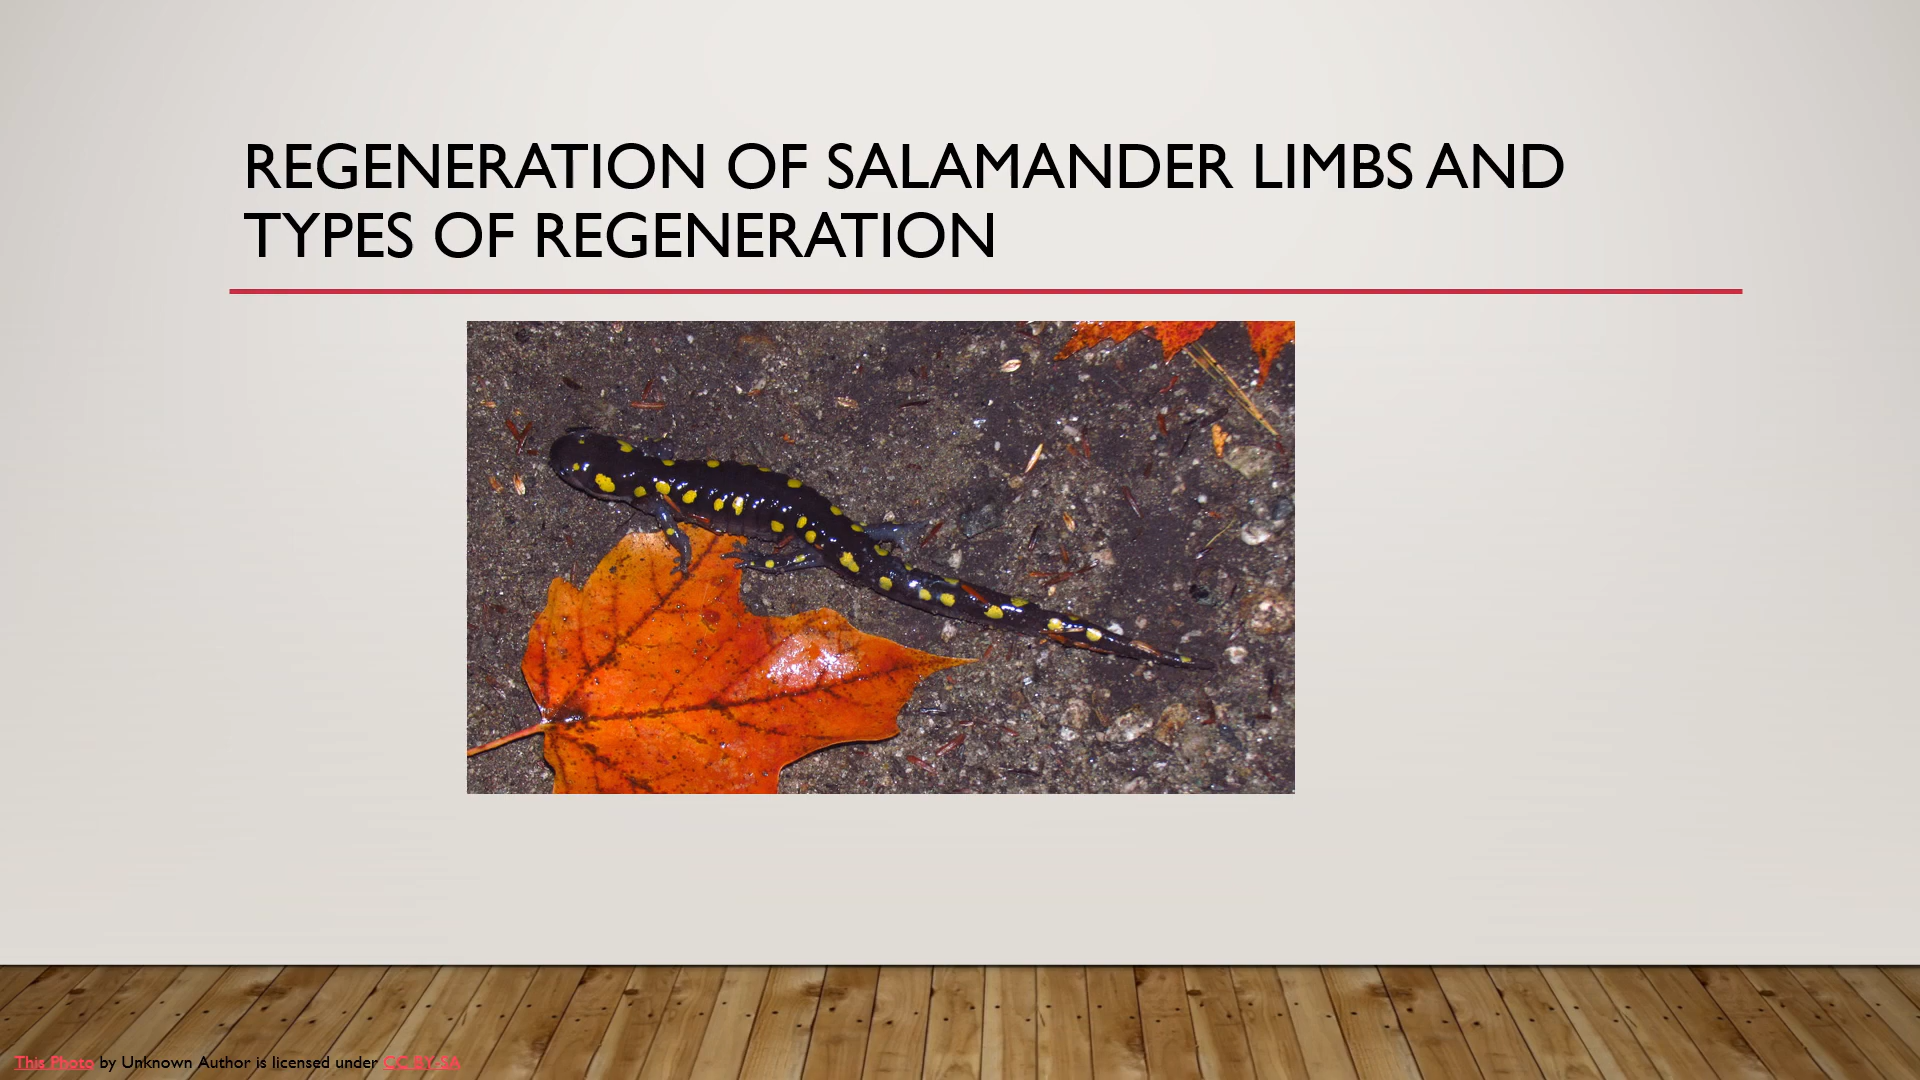 REGENERATION OF SALAMANDER LIMBS AND
TYPES OF REGENERATION
This Photo by Unknown Author is licensed under CC BY-SA